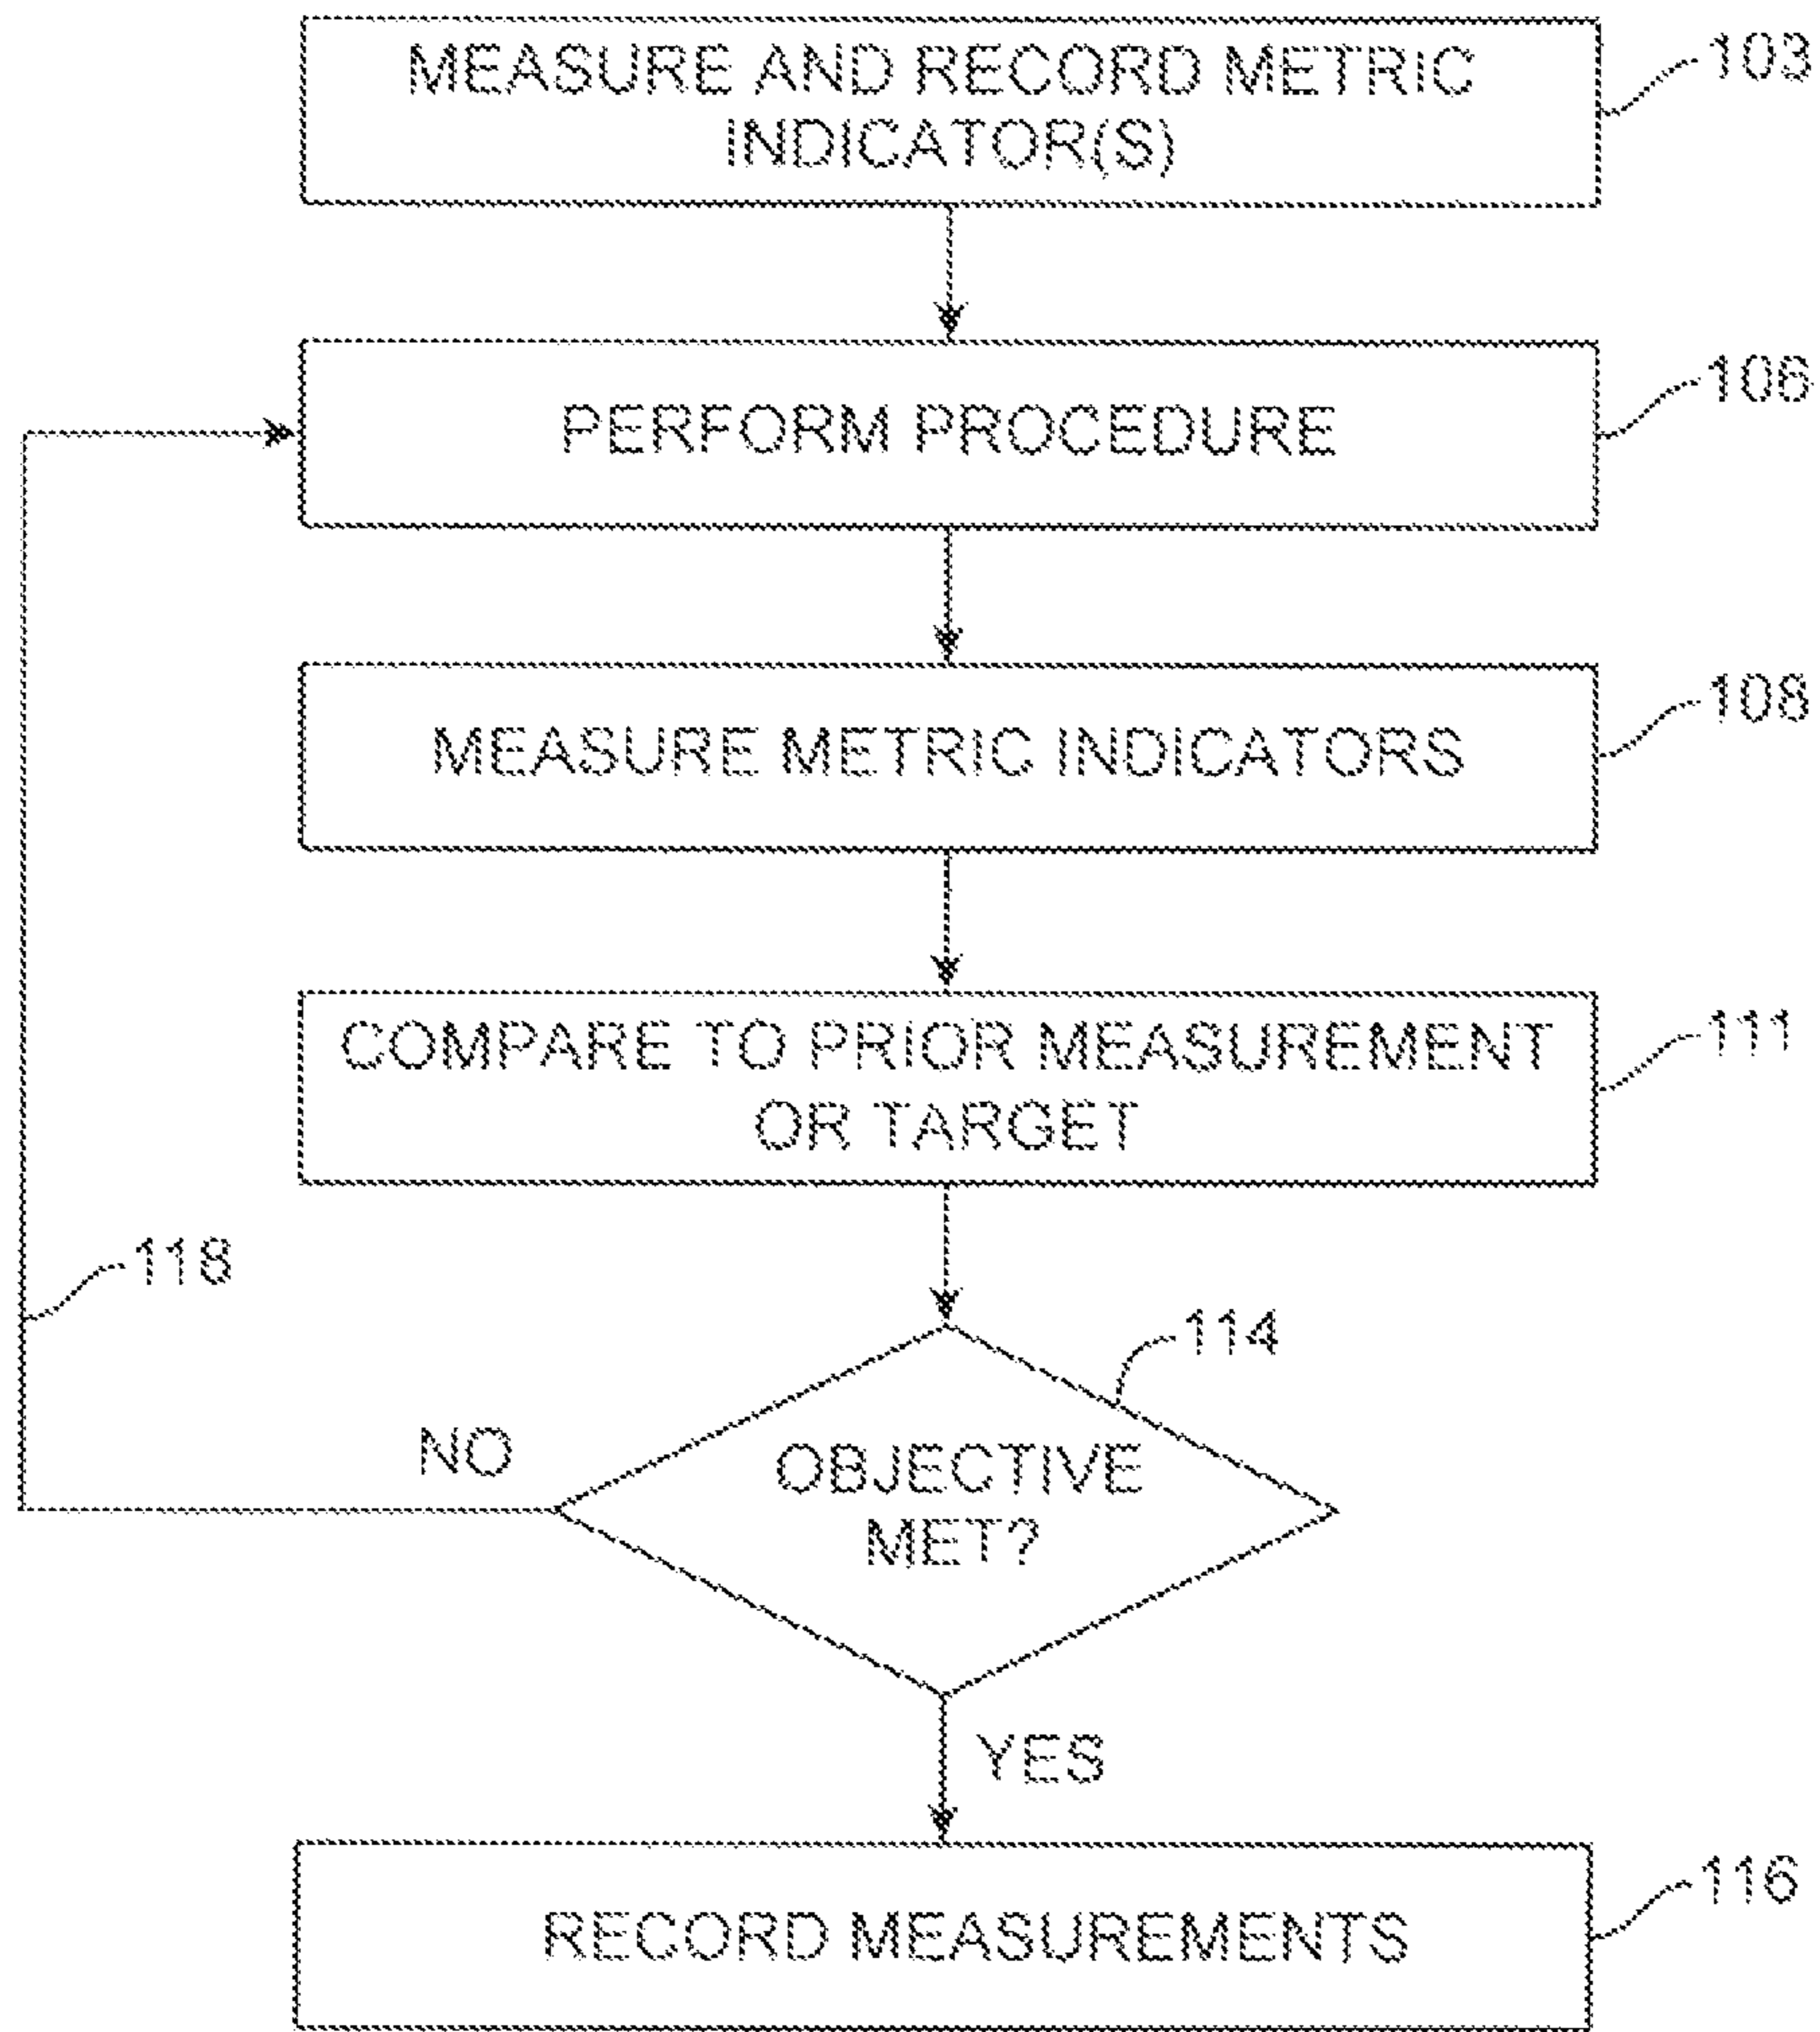 MEASURE AND RECORD METRIC
INDICATOR(S)
103
PERFORM PROCEDURE
106
MEASURE METRIC INDICATORS
108
COMPARE TO PRIOR MEASUREMENT
OR TARGET
111
118
114
NO
OBJECTIVE
MET?
YES
RECORD MEASUREMENTS
116